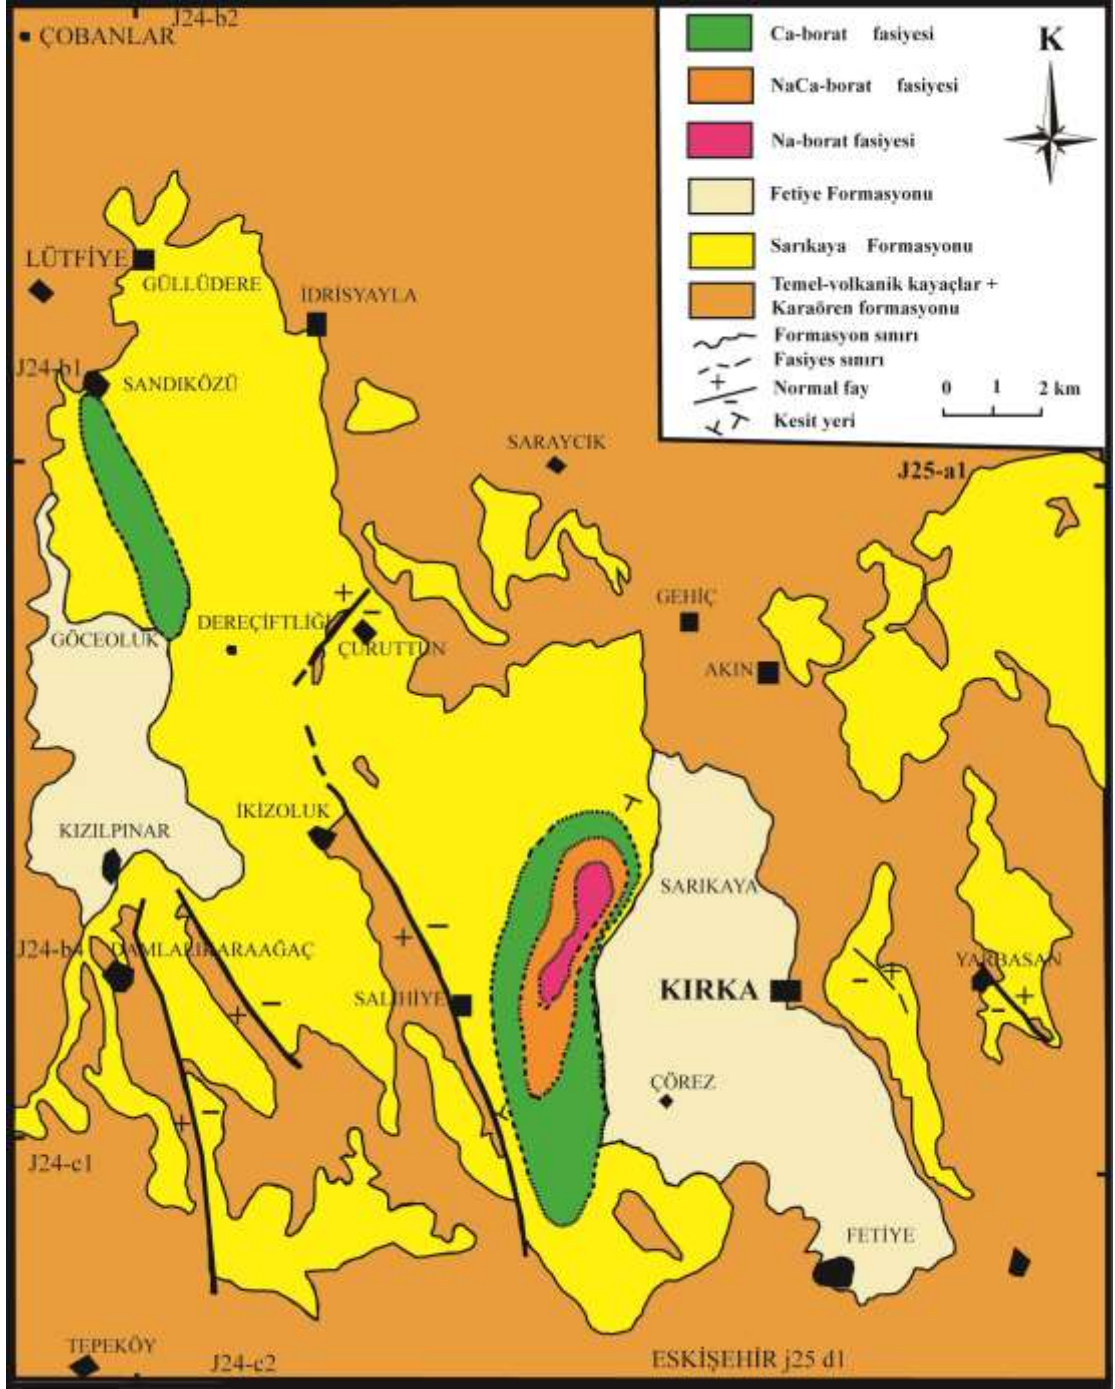 J24-b2
ÇOBANLAR
Ca-borat fasiyesi
K
NaCa-borat fasiyesi
Na-borat fasiyesi
Fetiye Formasyonu
Sarıkaya Formasyonu
Temel-volkanik kayaçlar +
Karaören formasyonu
Formasyon sınırı
Fasiyes sınırı
+
-
Normal fay
Kesit yeri
0 1 2 km
LÜTFİYE
GÜLLÜDERE
İDRİSYAYLA
J24-b1
SANDIKÖZÜ
SARAYCIK
J25-a1
GEHİÇ
+
-
DEREÇİFTLİĞİ
GÖCEOLUK
ÇURUTTUN
AKIN
İKİZOLUK
KIZILPINAR
SARIKAYA
J24-b4
DAMLALIKARAAĞAÇ
+
-
YARBASAN
+
-
+
-
SALİHİYE
KIRKA
+
-
ÇÖREZ
+
-
J24-c1
FETİYE
TEPEKÖY
J24-c2
ESKİŞEHİR j25 d1